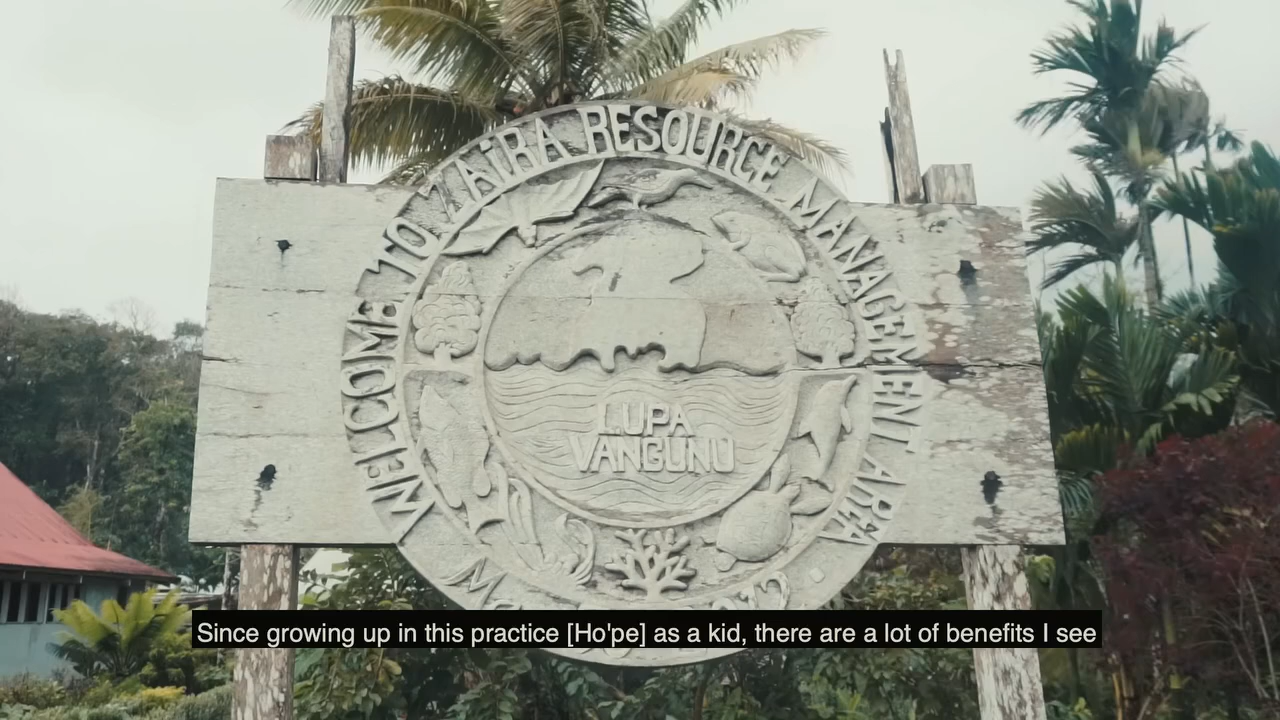 WELCOME TO ZAIRA RESOURCE MANAGEMENT AREA
LUPA
VANGUNU
Since growing up in this practice [Ho'pe] as a kid, there are a lot of benefits I see